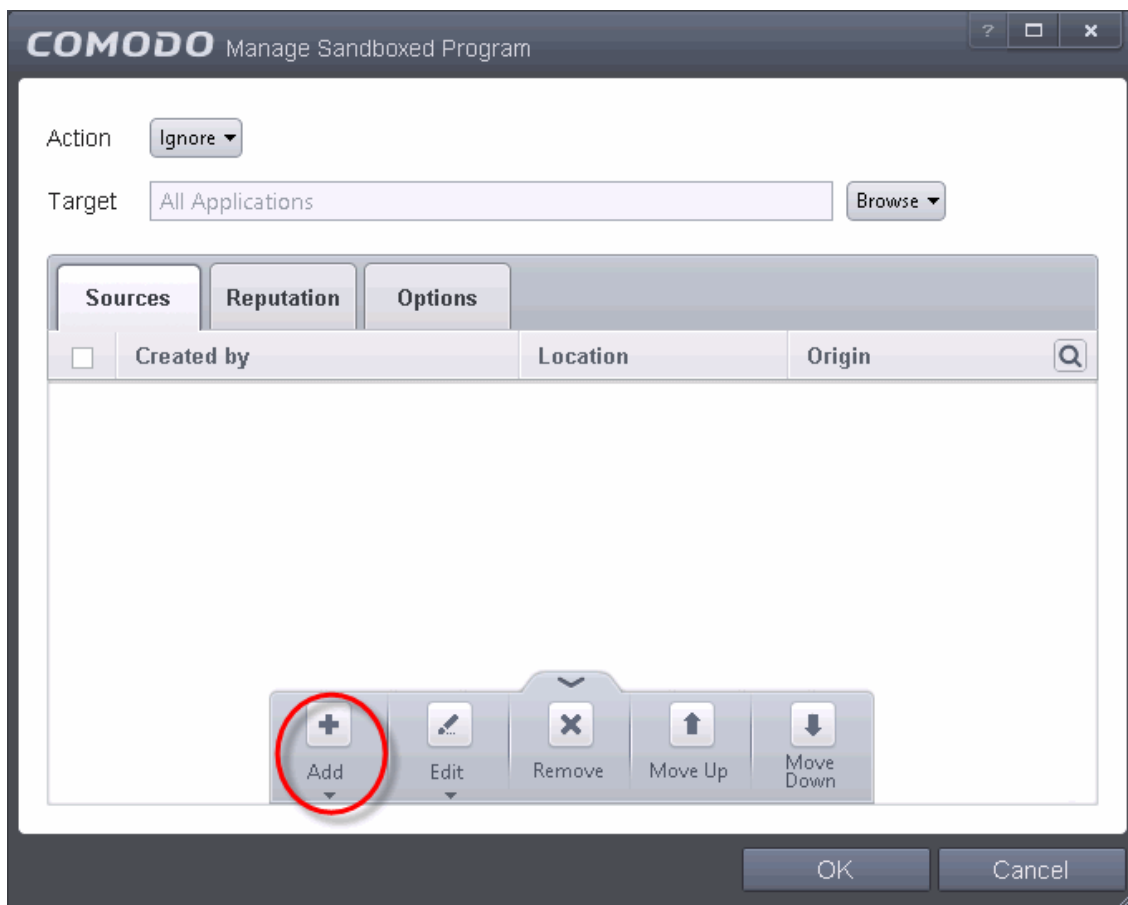 COMODO Manage Sandboxed Program
?
Action Ignore
Target All Applications Browse
Sources Reputation Options
Created by Location Origin
Add Edit Remove Move Up Move Down
OK Cancel